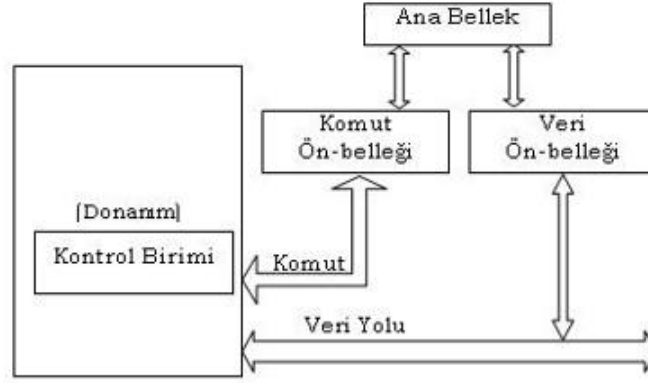 Ana Bellek
Komut
Ön-belleği
Veri
Ön-belleği
(Donanım)
Kontrol Birimi
Komut
Veri Yolu